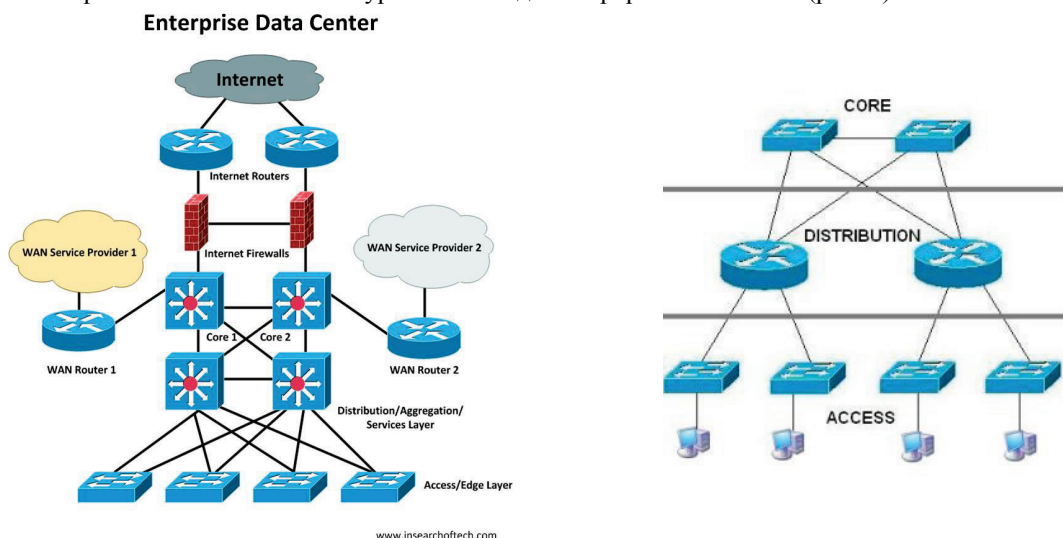 Enterprise Data Center
Internet
Internet Routers
WAN Service Provider 1
Internet Firewalls
WAN Service Provider 2
Core 1
Core 2
WAN Router 1
WAN Router 2
Distribution/Aggregation/
Services Layer
Access/Edge Layer
www.insearchoftech.com
CORE
DISTRIBUTION
ACCESS